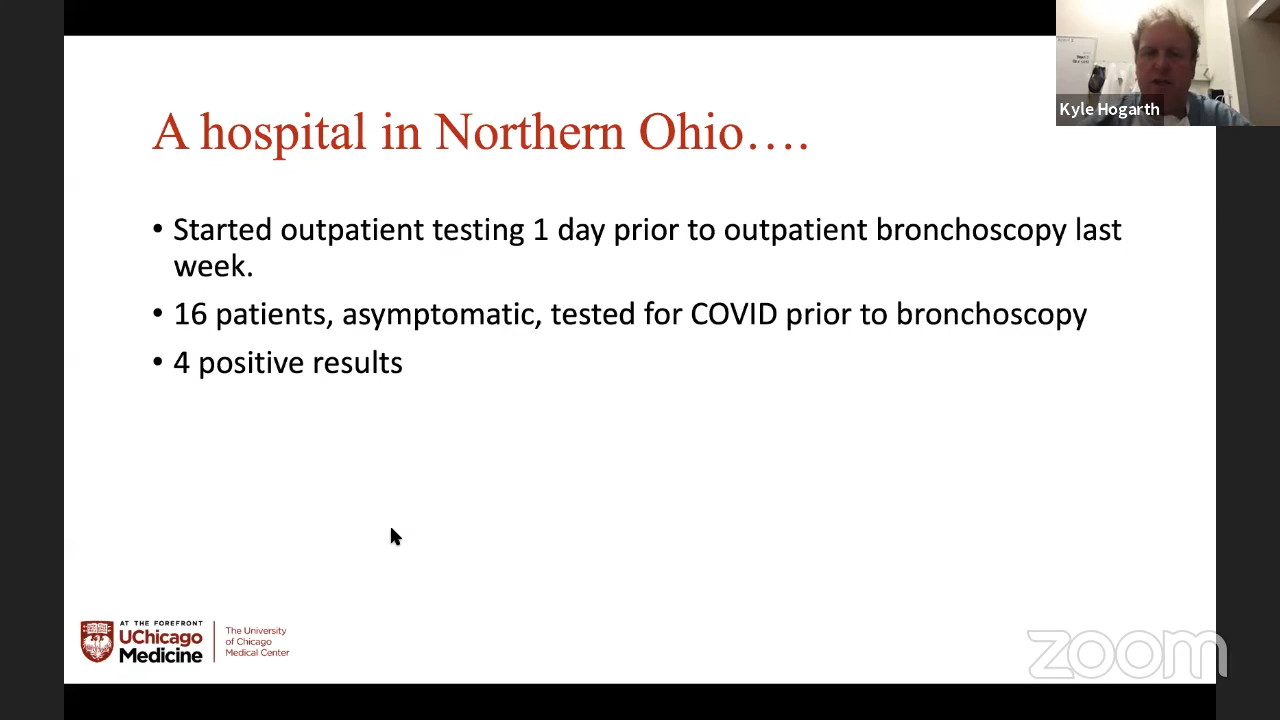 Kyle Hogarth
A hospital in Northern Ohio….
• Started outpatient testing 1 day prior to outpatient bronchoscopy last
week.
• 16 patients, asymptomatic, tested for COVID prior to bronchoscopy
• 4 positive results
AT THE FOREFRONT
UChicago
Medicine
The University
of Chicago
Medical Center
zoom